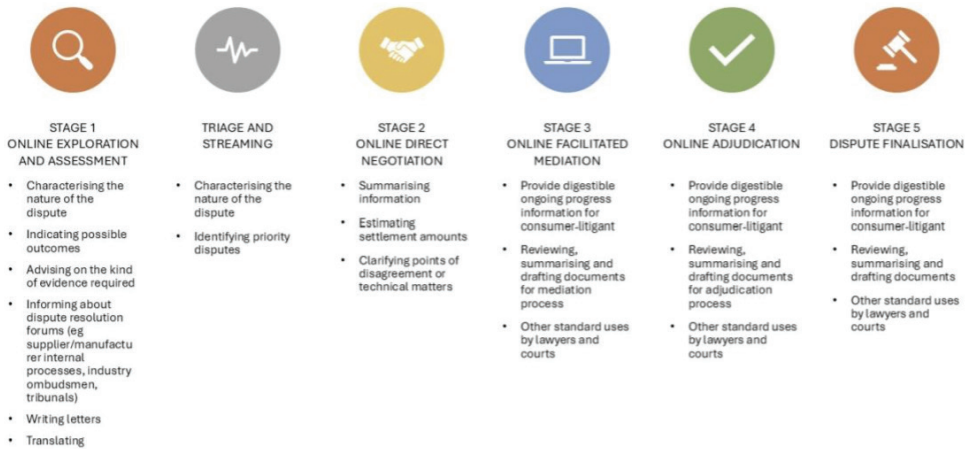 STAGE 1
ONLINE EXPLORATION
AND ASSESSMENT
• Characterising the
nature of the
dispute
• Indicating possible
outcomes
• Advising on the kind
of evidence required
• Informing about
dispute resolution
forums (eg
supplier/manufactu
rer internal
processes, industry
ombudsmen,
tribunals)
• Writing letters
• Translating
TRIAGE AND
STREAMING
• Characterising the
nature of the
dispute
• Identifying priority
disputes
STAGE 2
ONLINE DIRECT
NEGOTIATION
• Summarising
information
• Estimating
settlement amounts
• Clarifying points of
disagreement or
technical matters
STAGE 3
ONLINE FACILITATED
MEDIATION
• Provide digestible
ongoing progress
information for
consumer-litigant
• Reviewing,
summarising and
drafting documents
for mediation
process
• Other standard uses
by lawyers and
courts
STAGE 4
ONLINE ADJUDICATION
• Provide digestible
ongoing progress
information for
consumer-litigant
• Reviewing,
summarising and
drafting documents
for adjudication
process
• Other standard uses
by lawyers and
courts
STAGE 5
DISPUTE FINALISATION
• Provide digestible
ongoing progress
information for
consumer-litigant
• Reviewing,
summarising and
drafting documents
• Other standard uses
by lawyers and
courts